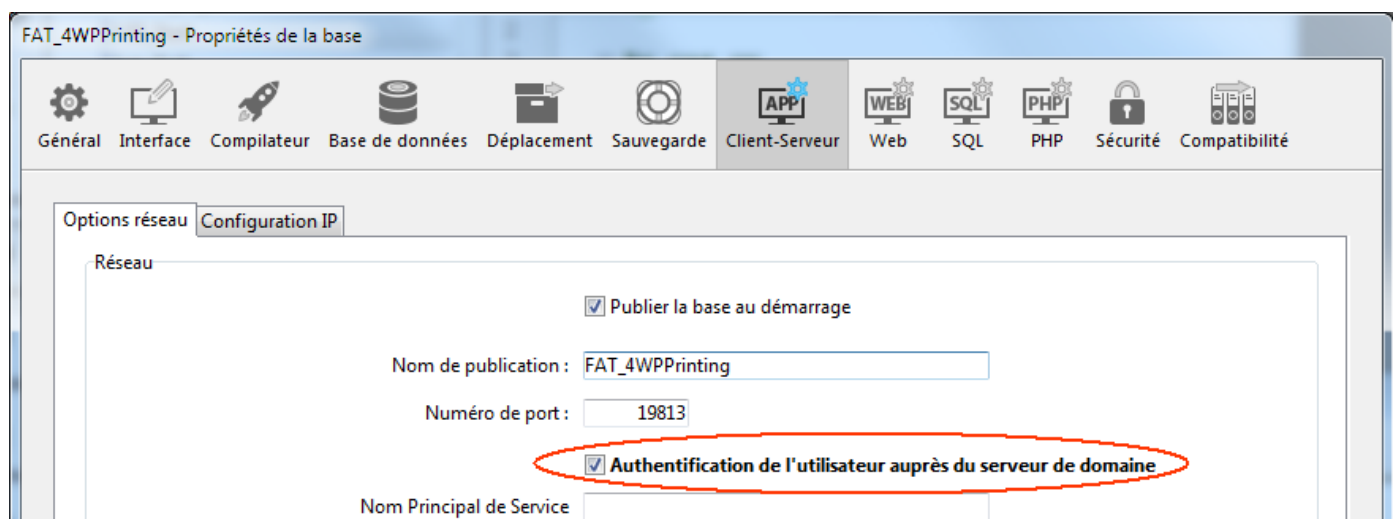 FAT_4WPPrinting - Propriétés de la base
APP WEB SQL PHP
Général Interface Compilateur Base de données Déplacement Sauvegarde Client-Serveur Web SQL PHP Sécurité Compatibilité
Options réseau Configuration IP
Réseau
Publier la base au démarrage
Nom de publication : FAT_4WPPrinting
Numéro de port : 19813
Authentification de l'utilisateur auprès du serveur de domaine
Nom Principal de Service